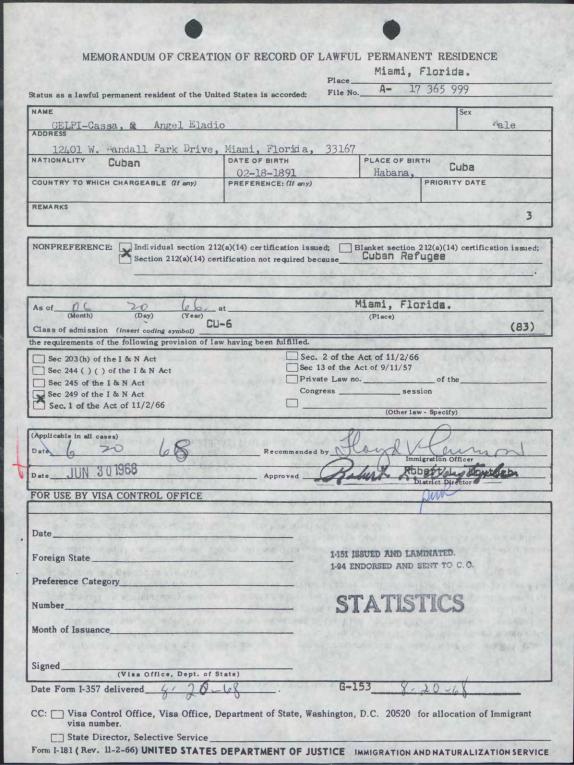 MEMORANDUM OF CREATION OF RECORD OF LAWFUL PERMANENT RESIDENCE
Place Miami, Florida.
Status as a lawful permanent resident of the United States is accorded: File No. A- 17 365 999
NAME Sex
GELPI-Cassa, & Angel Eladio Male
ADDRESS
12401 W. Randall Park Drive, Miami, Florida, 33167
NATIONALITY Cuban DATE OF BIRTH PLACE OF BIRTH Cuba
02-18-1891 Habana,
COUNTRY TO WHICH CHARGEABLE (If any) PREFERENCE: (If any) PRIORITY DATE
REMARKS
3
NONPREFERENCE: Individual section 212(a)(14) certification issued; Blanket section 212(a)(14) certification issued;
X Section 212(a)(14) certification not required because Cuban Refugee
As of 20 66 at Miami, Florida.
(Month) (Day) (Year) (Place)
Class of admission (Insert coding symbol) CU-6 (83)
the requirements of the following provision of law having been fulfilled.
Sec 203(h) of the I & N Act Sec. 2 of the Act of 11/2/66
Sec 244 ( ) ( ) of the I & N Act Sec 13 of the Act of 9/11/57
Sec 245 of the I & N Act Private Law no. of the
Sec 249 of the I & N Act Congress session
X Sec. 1 of the Act of 11/2/66
(Other law - Specify)
(Applicable in all cases)
Date 6 20 68 Recommended by
Immigration Officer
Date JUN 30 1968 Approved
District Director
FOR USE BY VISA CONTROL OFFICE
Date
Foreign State
1-151 ISSUED AND LAMINATED.
1-94 ENDORSED AND SENT TO C.O.
Preference Category
Number
STATISTICS
Month of Issuance
Signed
(Visa Office, Dept. of State)
Date Form I-357 delivered 8-20-68 G-153 8-20-68
CC: Visa Control Office, Visa Office, Department of State, Washington, D.C. 20520 for allocation of Immigrant
visa number.
State Director, Selective Service
Form I-181 (Rev. 11-2-66) UNITED STATES DEPARTMENT OF JUSTICE IMMIGRATION AND NATURALIZATION SERVICE